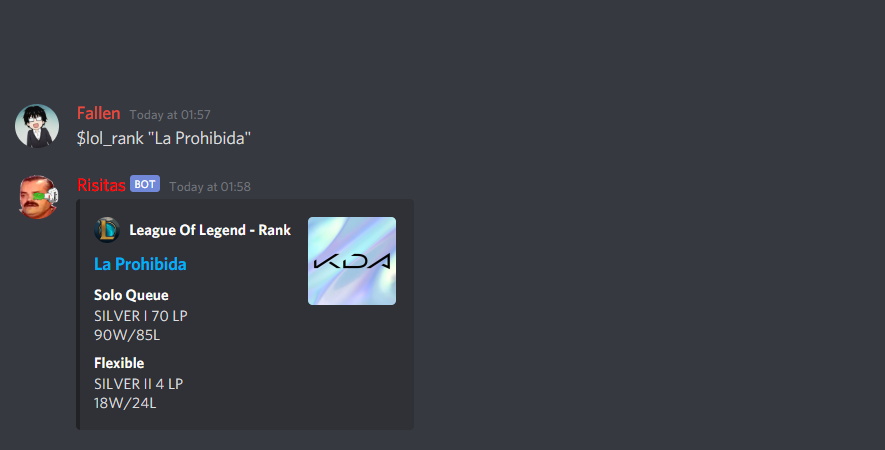 Fallen Today at 01:57
$lol_rank "La Prohibida"
Risitas BOT Today at 01:58
League Of Legend - Rank
KDA
La Prohibida
Solo Queue
SILVER I 70 LP
90W/85L
Flexible
SILVER II 4 LP
18W/24L